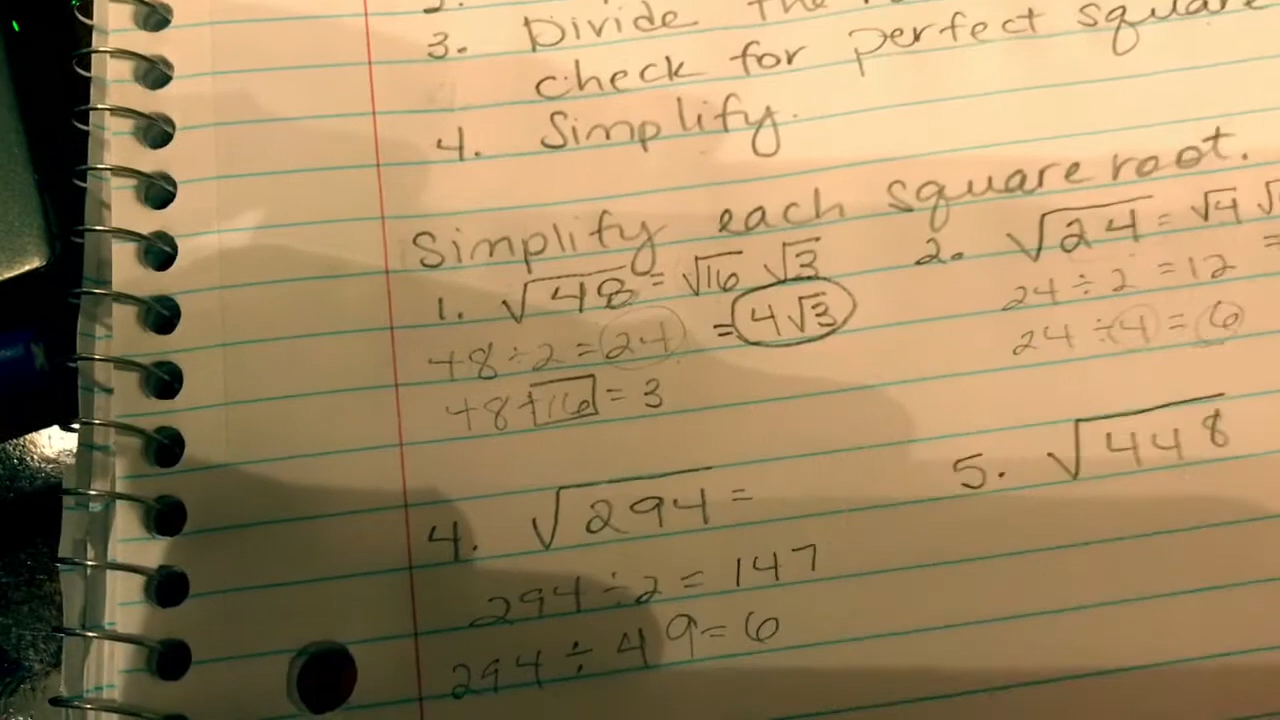 3. Divide the
check for perfect square
4. Simplify.
Simplify each square root.
1. √48 = √16 √3
= 4√3
48 ÷ 2 = 24
48 ÷ 16 = 3
2. √24 = √4 √
=
24 ÷ 2 = 12
24 ÷ 4 = 6
4. √294 =
294 ÷ 2 = 147
294 ÷ 49 = 6
5. √448